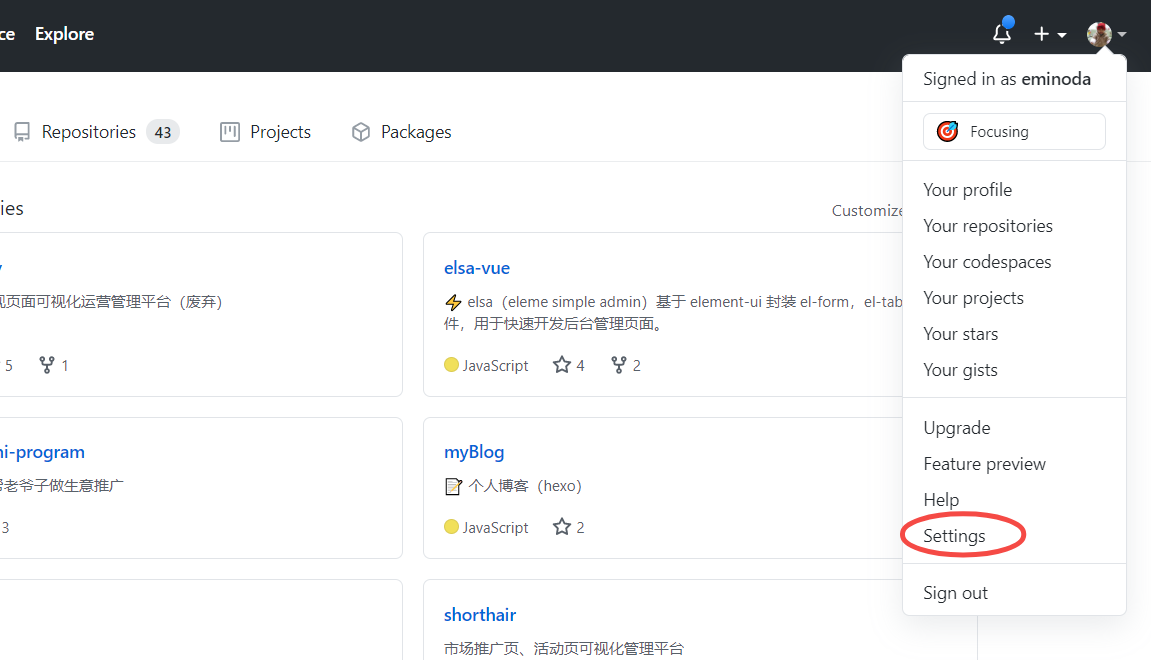 Explore
Signed in as eminoda
Focusing
Repositories 43 Projects Packages
Your profile
Your repositories
Your codespaces
Your projects
Your stars
Your gists
Upgrade
Feature preview
Help
Settings
Sign out
Customize
页面可视化运营管理平台（废弃）
5 1
elsa-vue
elsa（eleme simple admin）基于 element-ui 封装 el-form，el-tab
件，用于快速开发后台管理页面。
JavaScript 4 2
i-program
老爷子做生意推广
3
myBlog
个人博客（hexo）
JavaScript 2
shorthair
市场推广页、活动页可视化管理平台